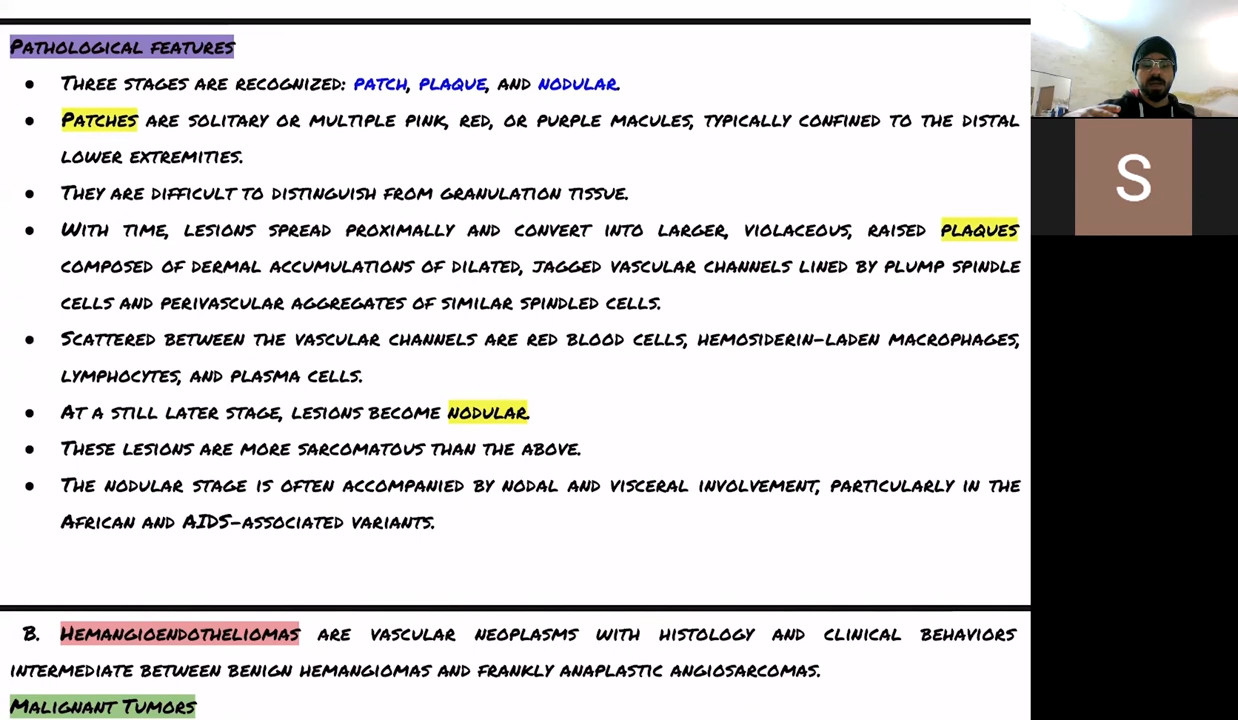 Pathological features
● Three stages are recognized: patch, plaque, and nodular.
● Patches are solitary or multiple pink, red, or purple macules, typically confined to the distal
lower extremities.
● They are difficult to distinguish from granulation tissue.
● With time, lesions spread proximally and convert into larger, violaceous, raised plaques
composed of dermal accumulations of dilated, jagged vascular channels lined by plump spindle
cells and perivascular aggregates of similar spindled cells.
● Scattered between the vascular channels are red blood cells, hemosiderin-laden macrophages,
lymphocytes, and plasma cells.
● At a still later stage, lesions become nodular.
● These lesions are more sarcomatous than the above.
● The nodular stage is often accompanied by nodal and visceral involvement, particularly in the
African and AIDS-associated variants.
B. Hemangioendotheliomas are vascular neoplasms with histology and clinical behaviors
intermediate between benign hemangiomas and frankly anaplastic angiosarcomas.
Malignant Tumors
S